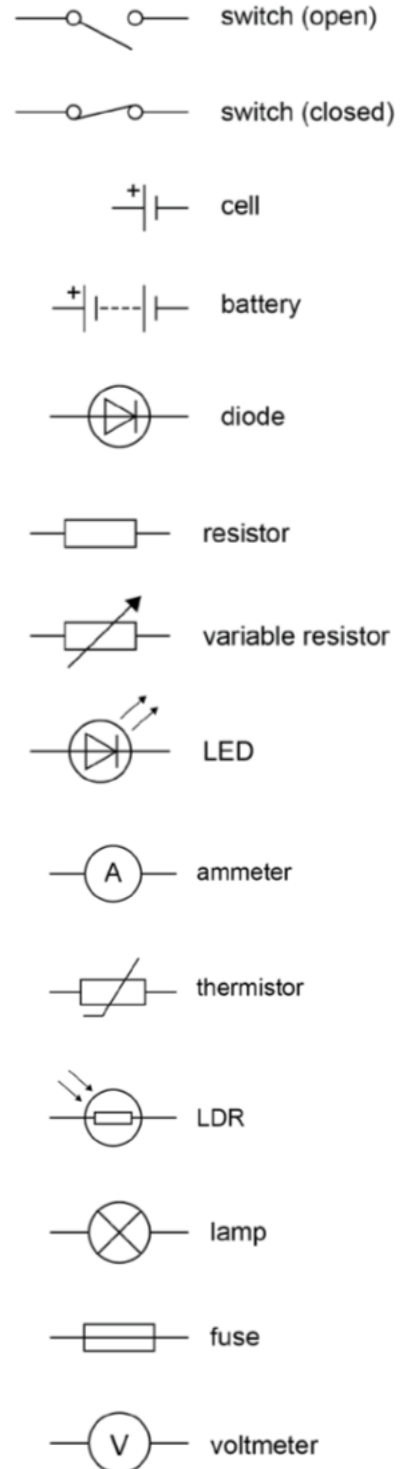 switch (open)
switch (closed)
+ cell
+ battery
diode
resistor
variable resistor
LED
A ammeter
thermistor
LDR
lamp
fuse
V voltmeter